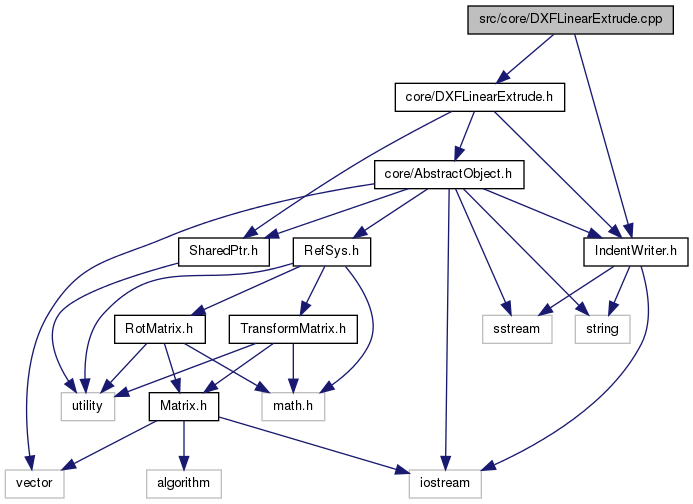 src/core/DXFLinearExtrude.cpp
core/DXFLinearExtrude.h
core/AbstractObject.h
SharedPtr.h
RefSys.h
IndentWriter.h
RotMatrix.h
TransformMatrix.h
sstream
string
utility
Matrix.h
math.h
vector
algorithm
iostream